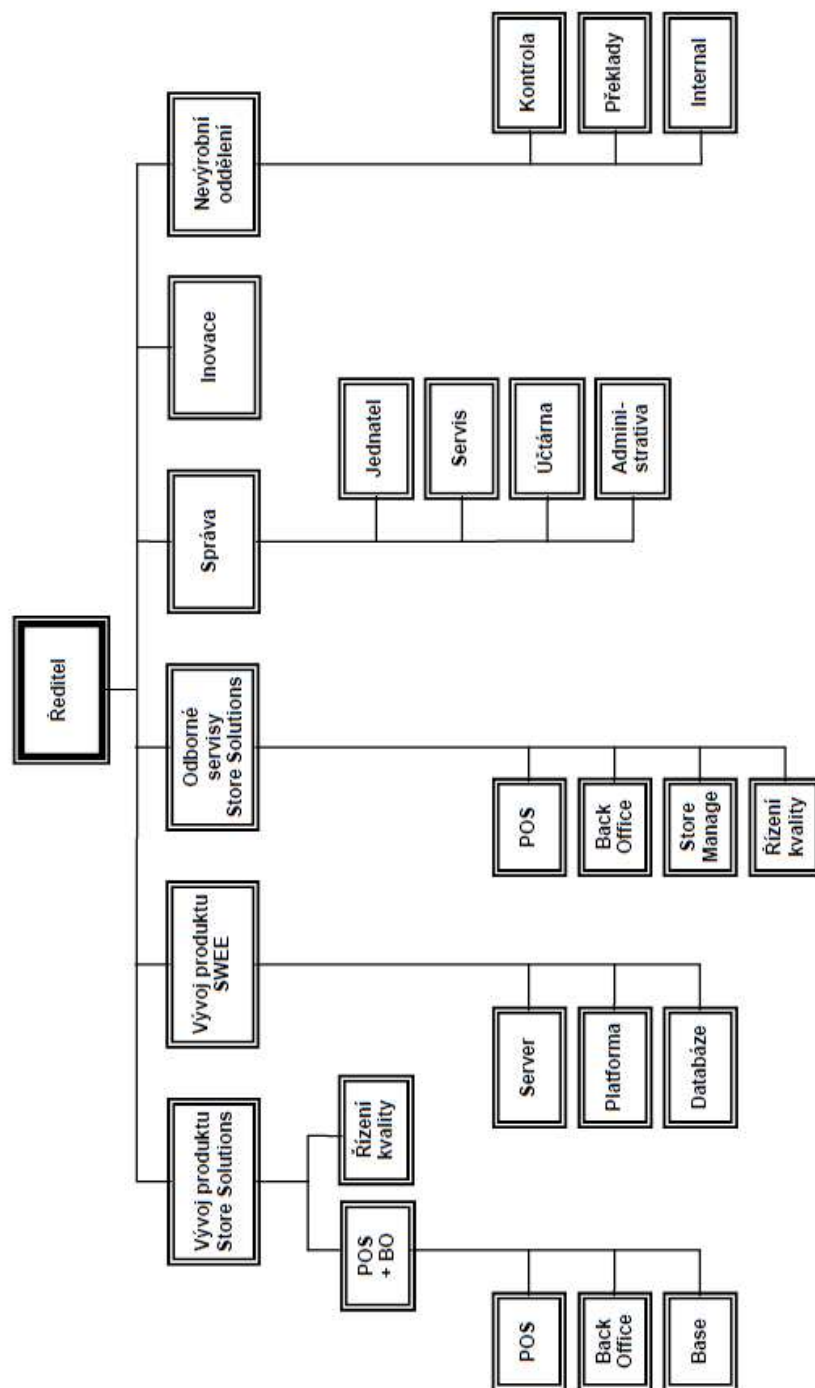 Ředitel
Vývoj produktu
Store Solutions
Vývoj produktu
SWEE
Odborné
servisy
Store Solutions
Správa
Inovace
Nevýrobní
oddělení
POS
+ BO
Řízení
kvality
Jednatel
Servis
Účtárna
Admini-
strativa
POS
Back
Office
Base
Server
Platforma
Databáze
POS
Back
Office
Store
Manage
Řízení
kvality
Kontrola
Překlady
Internal